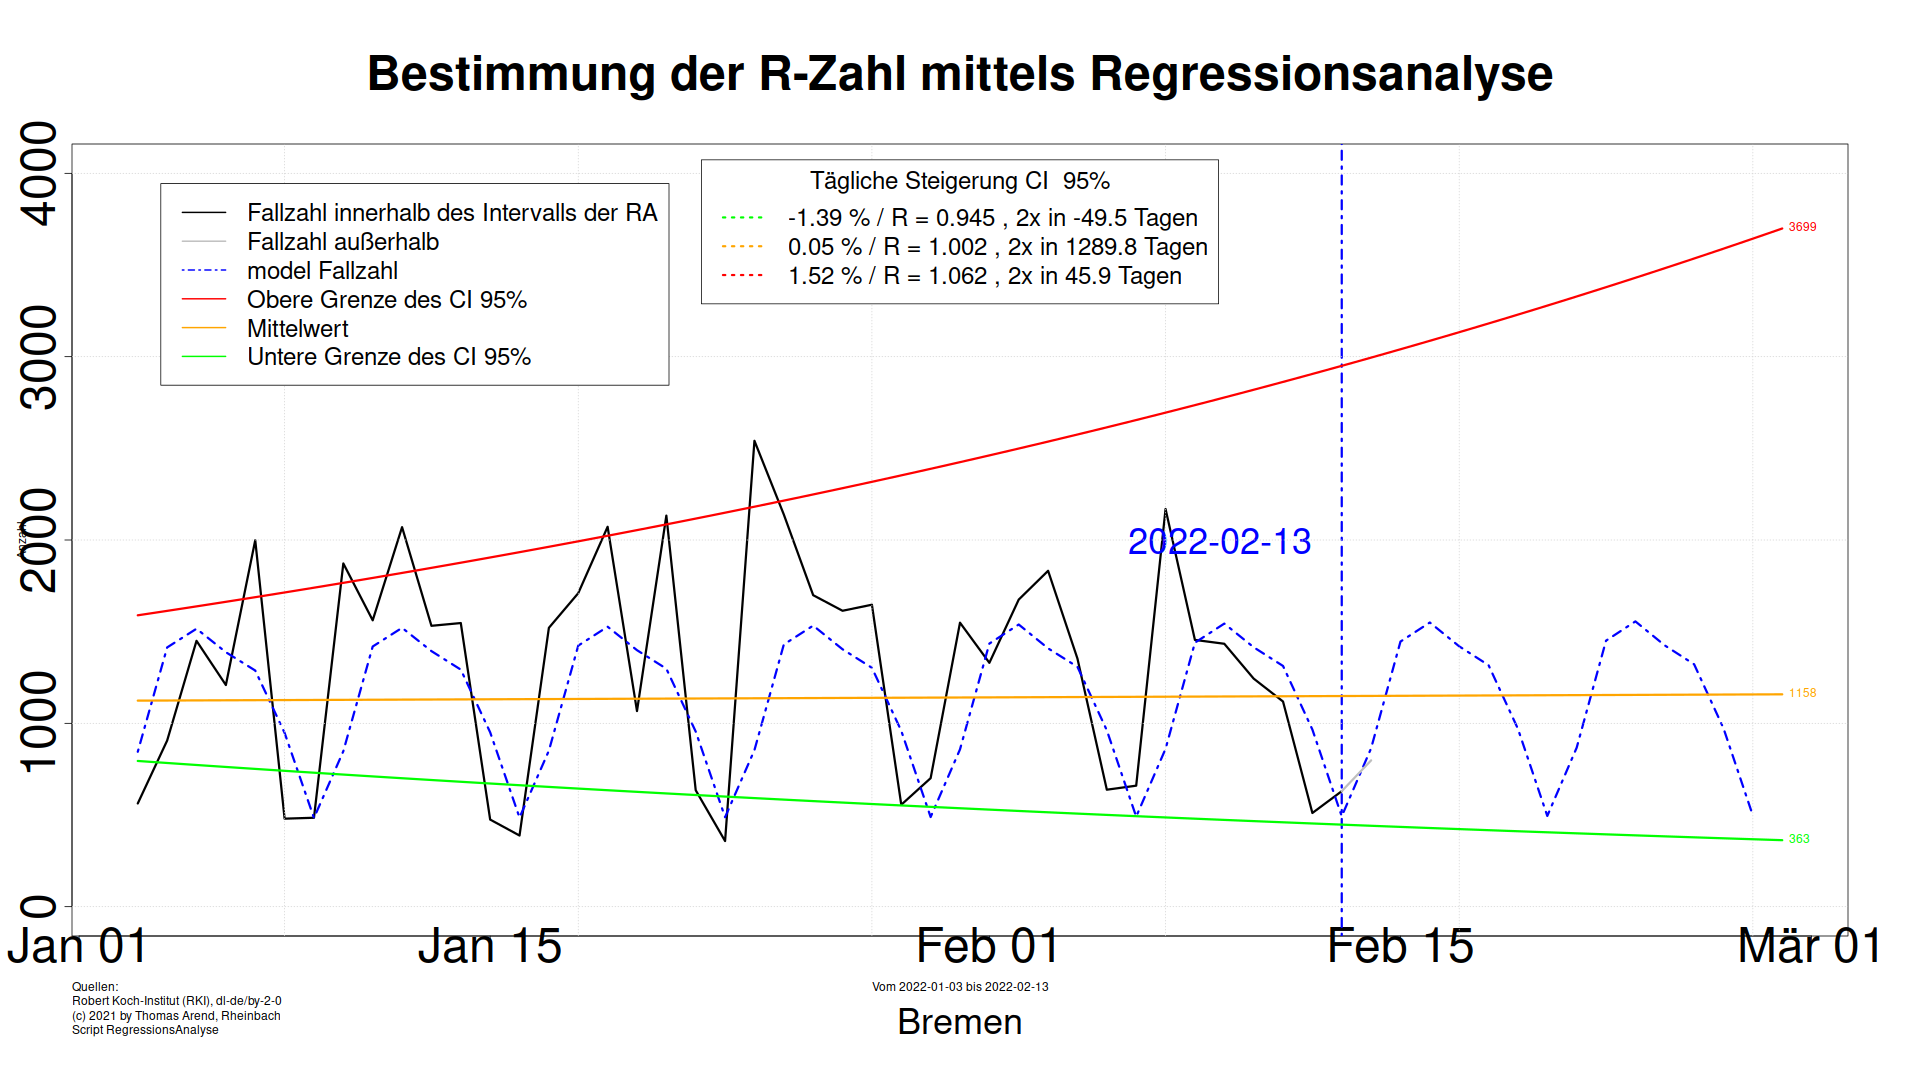 Bestimmung der R-Zahl mittels Regressionsanalyse
4000
3000
2000
1000
0
Anzahl
Fallzahl innerhalb des Intervalls der RA
Fallzahl außerhalb
model Fallzahl
Obere Grenze des CI 95%
Mittelwert
Untere Grenze des CI 95%
Tägliche Steigerung CI  95%
-1.39 % / R = 0.945 , 2x in -49.5 Tagen
0.05 % / R = 1.002 , 2x in 1289.8 Tagen
1.52 % / R = 1.062 , 2x in 45.9 Tagen
3699
2022-02-13
1158
363
Jan 01 Jan 15 Feb 01 Feb 15 Mär 01
Quellen:
Robert Koch-Institut (RKI), dl-de/by-2-0
(c) 2021 by Thomas Arend, Rheinbach
Script RegressionsAnalyse
Vom 2022-01-03 bis 2022-02-13
Bremen